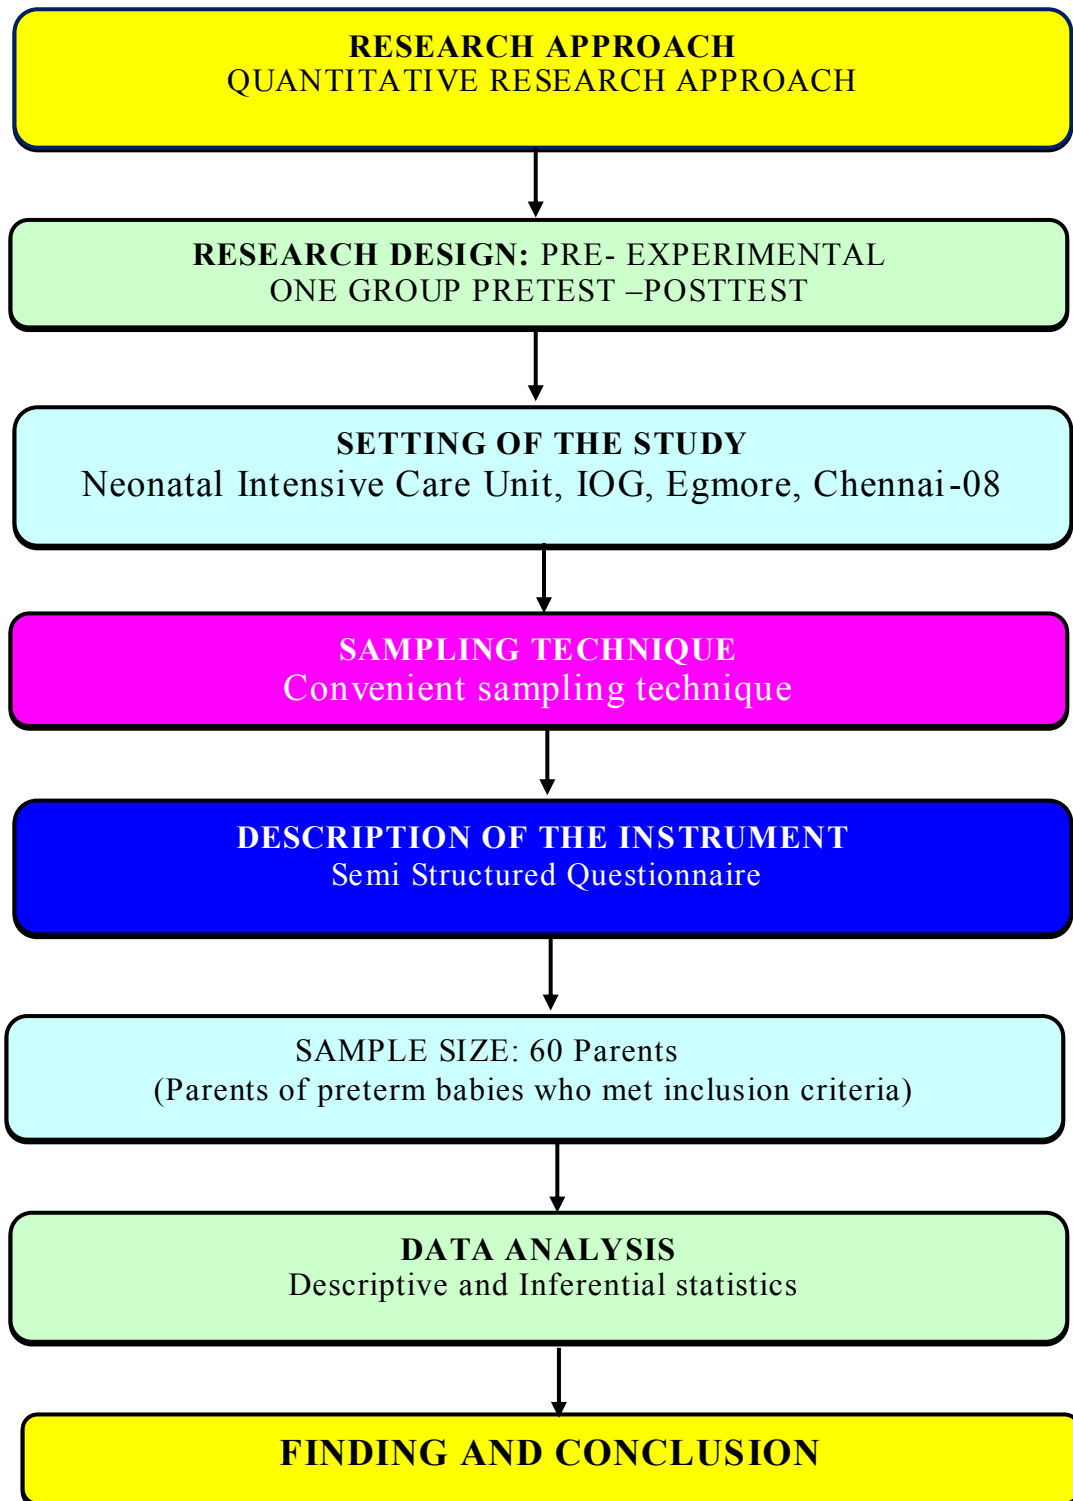 RESEARCH APPROACH
QUANTITATIVE RESEARCH APPROACH
RESEARCH DESIGN: PRE- EXPERIMENTAL
ONE GROUP PRETEST –POSTTEST
SETTING OF THE STUDY
Neonatal Intensive Care Unit, IOG, Egmore, Chennai-08
SAMPLING TECHNIQUE
Convenient sampling technique
DESCRIPTION OF THE INSTRUMENT
Semi Structured Questionnaire
SAMPLE SIZE: 60 Parents
(Parents of preterm babies who met inclusion criteria)
DATA ANALYSIS
Descriptive and Inferential statistics
FINDING AND CONCLUSION